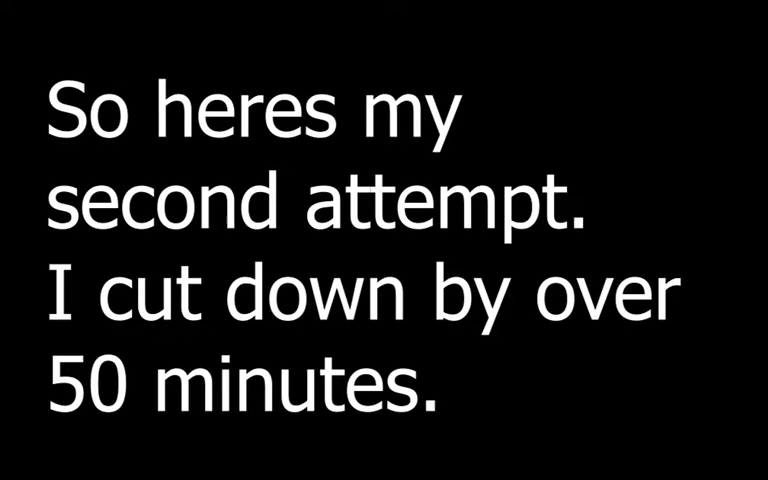 So heres my
second attempt.
I cut down by over
50 minutes.